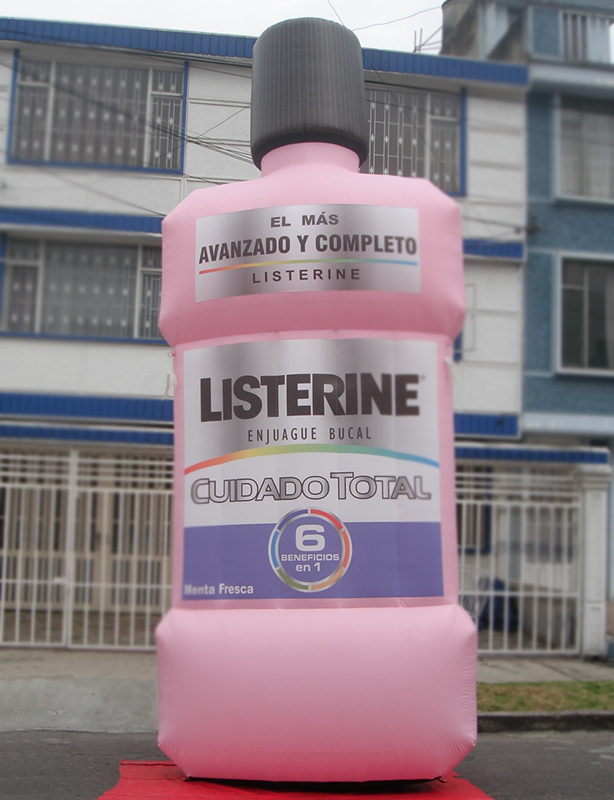 EL MÁS
AVANZADO Y COMPLETO
LISTERINE
LISTERINE®
ENJUAGUE BUCAL
CUIDADO TOTAL
6
BENEFICIOS
en 1
Menta Fresca